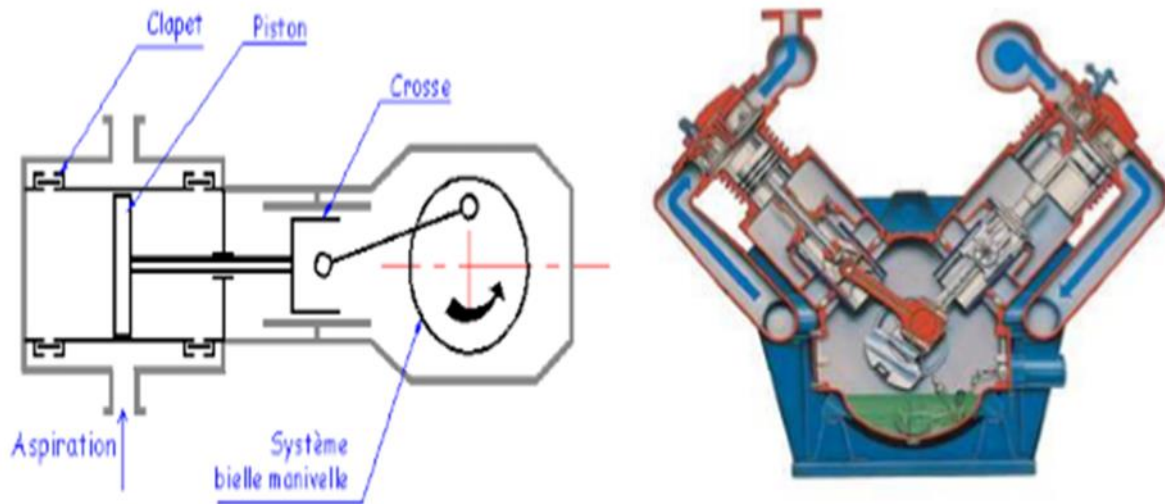 Clapet
Piston
Crosse
Aspiration
Système
bielle manivelle